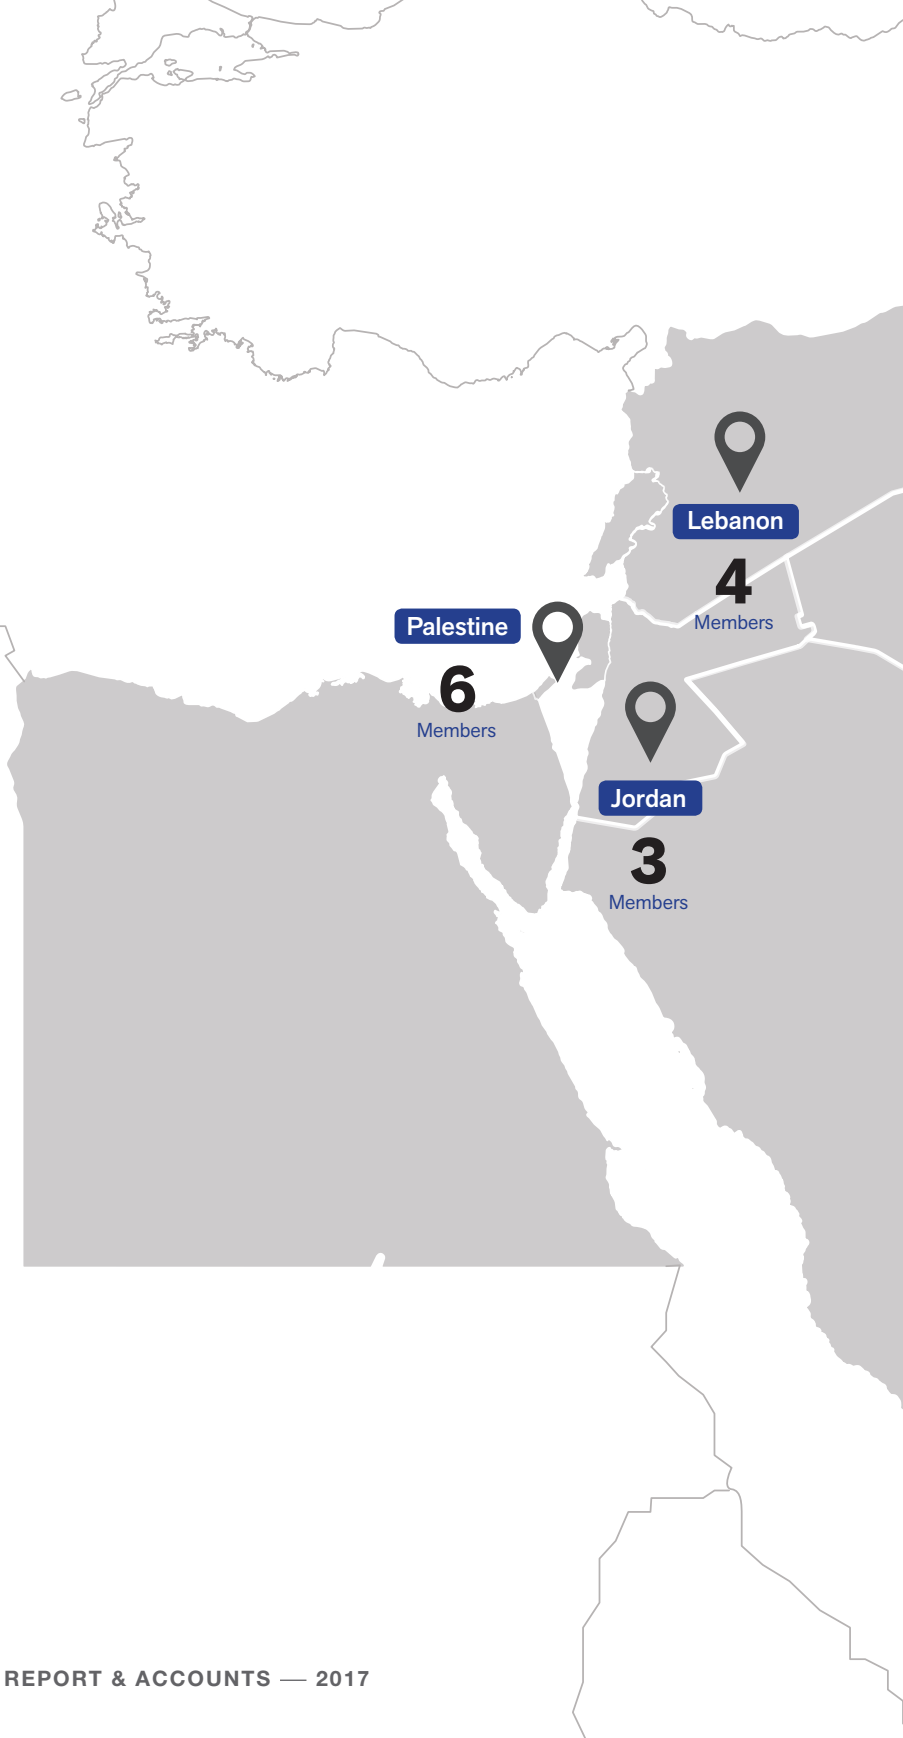 Lebanon
4
Members
Palestine
6
Members
Jordan
3
Members
REPORT & ACCOUNTS — 2017